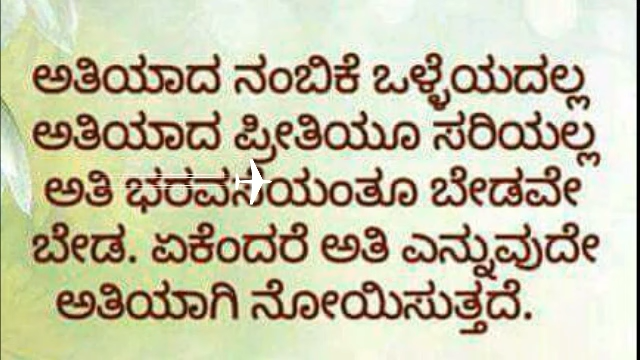 ಅತಿಯಾದ ನಂಬಿಕೆ ಒಳ್ಳೆಯದಲ್ಲ
ಅತಿಯಾದ ಪ್ರೀತಿಯೂ ಸರಿಯಲ್ಲ
ಅತಿ ಭರವಸೆಯಂತೂ ಬೇಡವೇ
ಬೇಡ. ಏಕೆಂದರೆ ಅತಿ ಎನ್ನುವುದೇ
ಅತಿಯಾಗಿ ನೋಯಿಸುತ್ತದೆ.